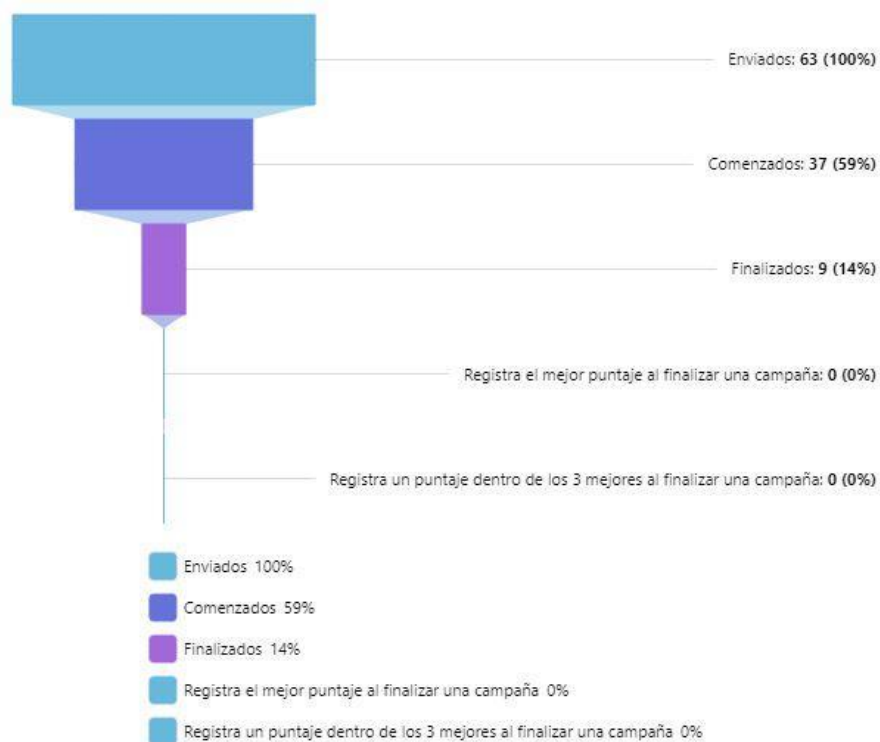 Enviados: 63 (100%)
Comenzados: 37 (59%)
Finalizados: 9 (14%)
Registra el mejor puntaje al finalizar una campaña: 0 (0%)
Registra un puntaje dentro de los 3 mejores al finalizar una campaña: 0 (0%)
Enviados 100%
Comenzados 59%
Finalizados 14%
Registra el mejor puntaje al finalizar una campaña 0%
Registra un puntaje dentro de los 3 mejores al finalizar una campaña 0%